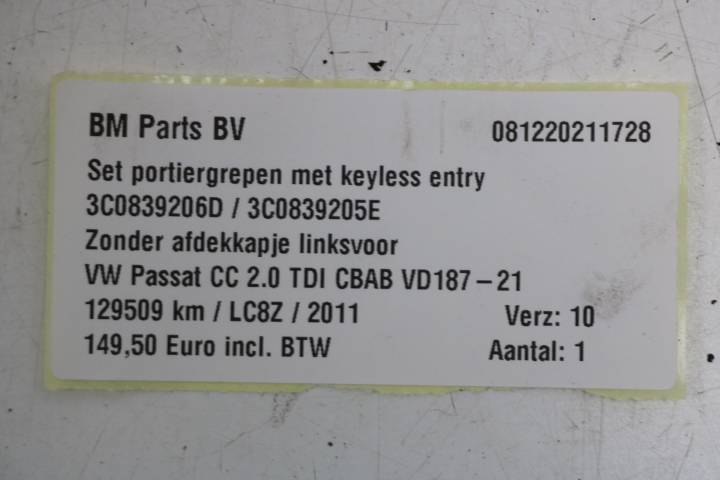 BM Parts BV 081220211728
Set portiergrepen met keyless entry
3C0839206D / 3C0839205E
Zonder afdekkapje linksvoor
VW Passat CC 2.0 TDI CBAB VD187-21
129509 km / LC8Z / 2011 Verz: 10
149,50 Euro incl. BTW Aantal: 1